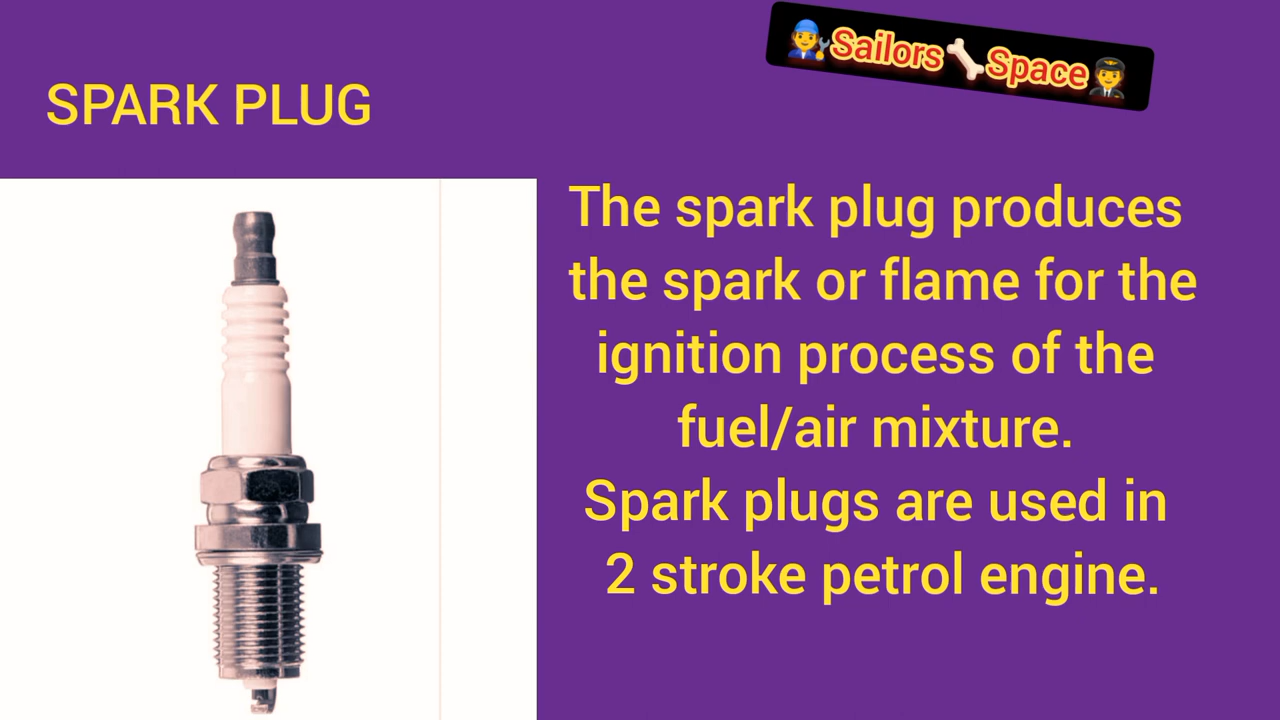 Sailors Space
SPARK PLUG
The spark plug produces
the spark or flame for the
ignition process of the
fuel/air mixture.
Spark plugs are used in
2 stroke petrol engine.